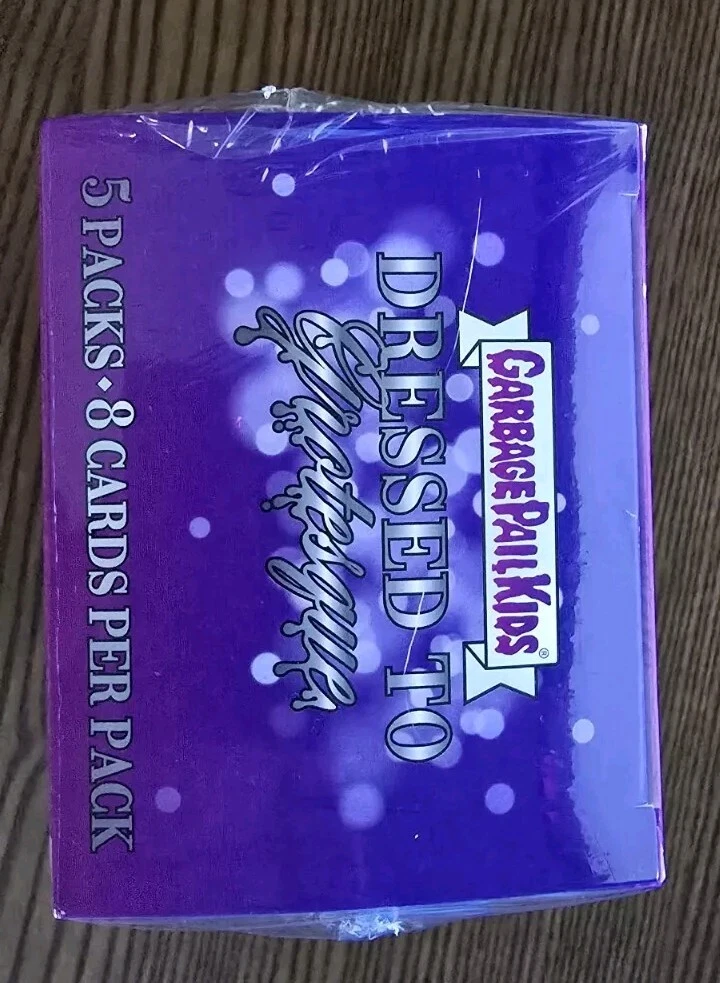 GARBAGE PAIL KIDS®
DRESSED TO
Grotesque
5 PACKS • 8 CARDS PER PACK